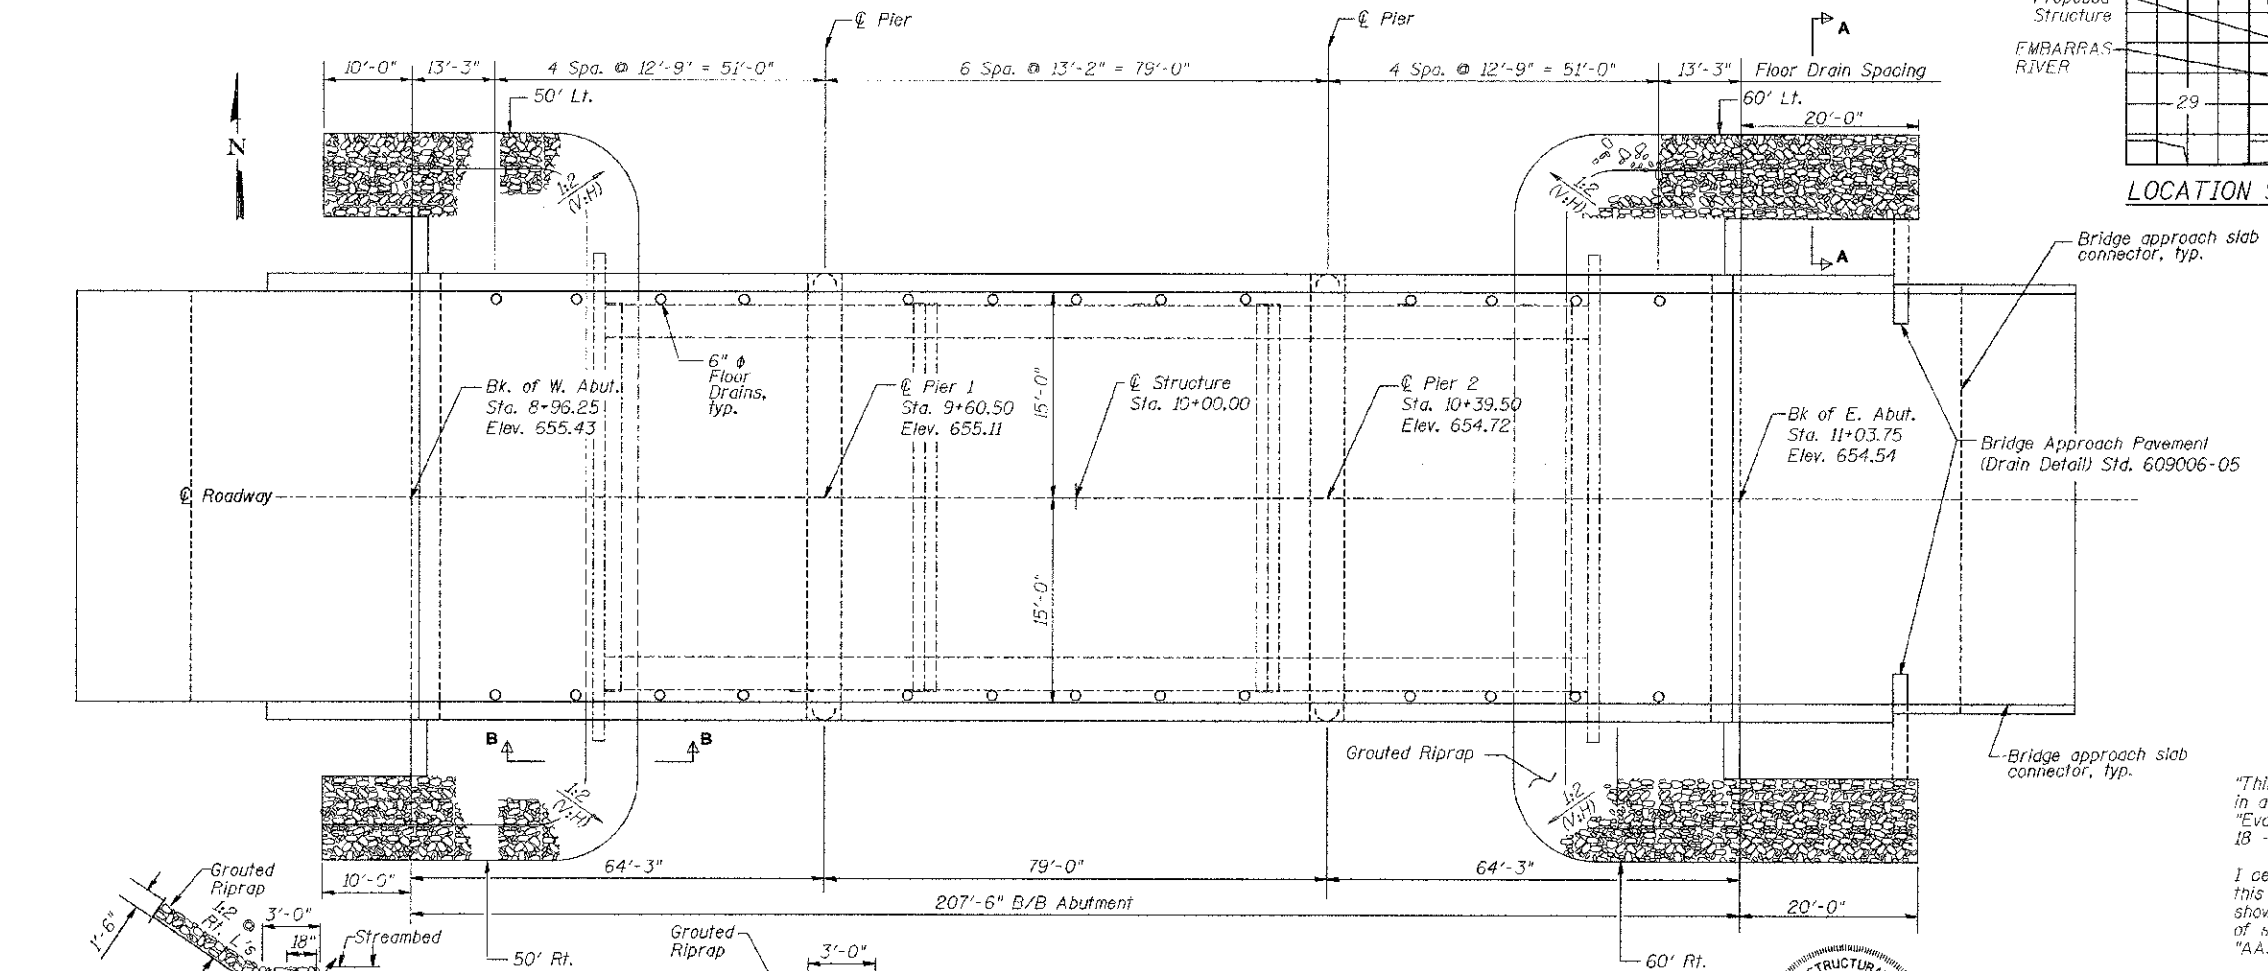 ℄ Pier
℄ Pier
A
Structure
EMBARRAS
RIVER
29
LOCATION
10'-0"
13'-3"
4 Spa. @ 12'-9" = 51'-0"
6 Spa. @ 13'-2" = 79'-0"
4 Spa. @ 12'-9" = 51'-0"
13'-3"
Floor Drain Spacing
50' Lt.
60' Lt.
20'-0"
N
1:2
(V:H)
1:2
(V:H)
A
Bridge approach slab
connector, typ.
6" ϕ
Floor
Drains,
typ.
Bk. of W. Abut.
Sta. 8+96.25
Elev. 655.43
℄ Pier 1
Sta. 9+60.50
Elev. 655.11
15'-0"
℄ Structure
Sta. 10+00.00
℄ Pier 2
Sta. 10+39.50
Elev. 654.72
Bk of E. Abut.
Sta. 11+03.75
Elev. 654.54
Bridge Approach Pavement
(Drain Detail) Std. 609006-05
℄ Roadway
15'-0"
B
B
1:2
(V:H)
Grouted Riprap
1:2
(V:H)
Bridge approach slab
connector, typ.
64'-3"
79'-0"
64'-3"
10'-0"
207'-6" B/B Abutment
20'-0"
50' Rt.
60' Rt.
Grouted
Riprap
1:2 @
Rt. L's
1'-6"
3'-0"
18"
Streambed
Grouted
Riprap
3'-0"
in a
18 -
this
of s